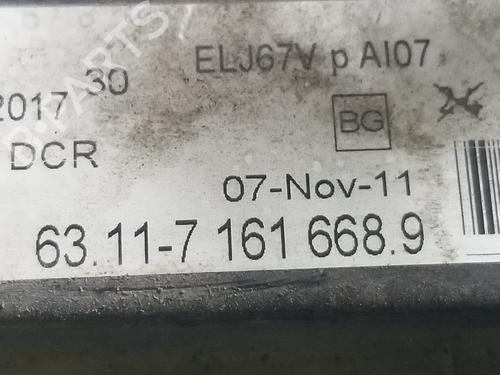 ELJ67V p AI07
2017 30
BG
DCR
07-Nov-11
63.11-7 161 668.9